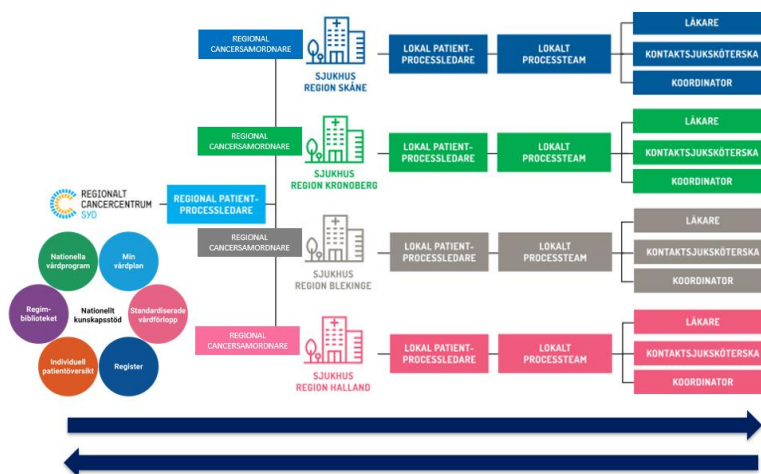 REGIONALT
CANCERCENTRUM
SYD
REGIONAL PATIENT-
PROCESSLEDARE
Nationella
vårdprogram
Min
vårdplan
Regim-
biblioteket
Nationellt
kunskapsstöd
Standardiserade
vårdförlopp
Individuell
patientöversikt
Register
REGIONAL
CANCERSAMORDNARE
SJUKHUS
REGION SKÅNE
LOKAL PATIENT-
PROCESSLEDARE
LOKALT
PROCESSTEAM
LÄKARE
KONTAKTSJUKSKÖTERSKA
KOORDINATOR
REGIONAL
CANCERSAMORDNARE
SJUKHUS
REGION KRONOBERG
LOKAL PATIENT-
PROCESSLEDARE
LOKALT
PROCESSTEAM
LÄKARE
KONTAKTSJUKSKÖTERSKA
KOORDINATOR
REGIONAL
CANCERSAMORDNARE
SJUKHUS
REGION BLEKINGE
LOKAL PATIENT-
PROCESSLEDARE
LOKALT
PROCESSTEAM
LÄKARE
KONTAKTSJUKSKÖTERSKA
KOORDINATOR
REGIONAL
CANCERSAMORDNARE
SJUKHUS
REGION HALLAND
LOKAL PATIENT-
PROCESSLEDARE
LOKALT
PROCESSTEAM
LÄKARE
KONTAKTSJUKSKÖTERSKA
KOORDINATOR